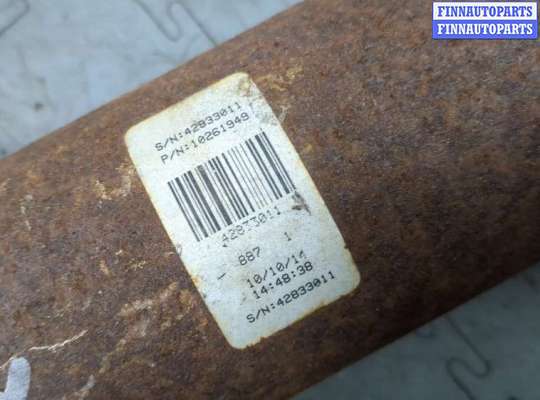 FINNAUTOPARTS
FINNAUTOPARTS
S/N:42833011
P/N:10261949
42833011
887 1
10/10/14
14:48:38
S/N:42833011